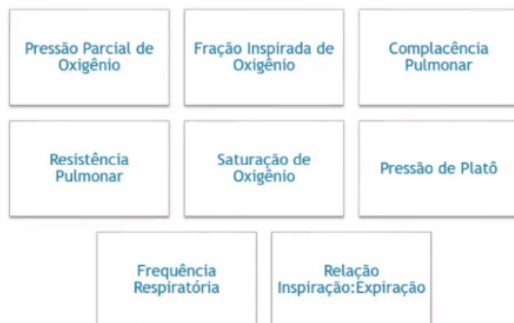 Pressão Parcial de
Oxigênio
Fração Inspirada de
Oxigênio
Complacência
Pulmonar
Resistência
Pulmonar
Saturação de
Oxigênio
Pressão de Platô
Frequência
Respiratória
Relação
Inspiração:Expiração